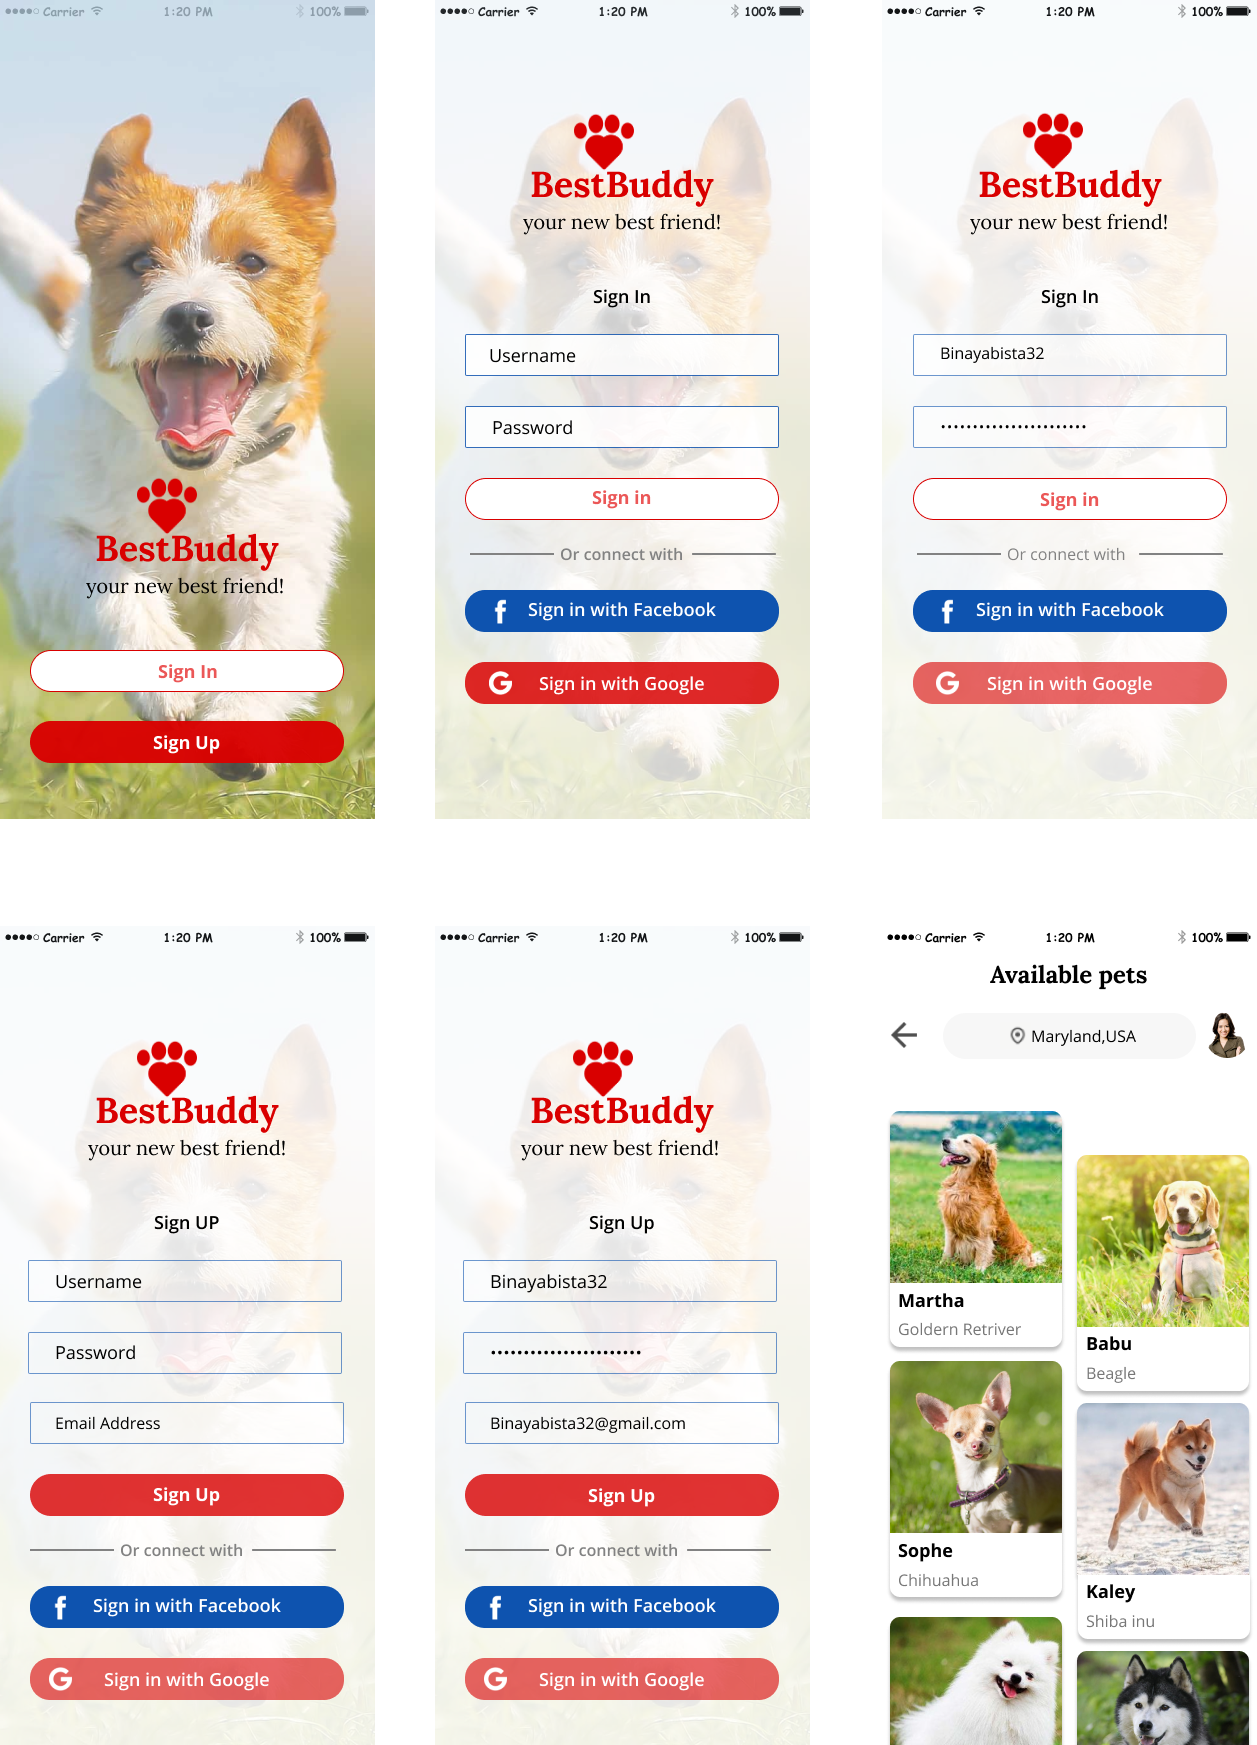 Carrier 1:20 PM 100%
BestBuddy
your new best friend!
Sign In
Sign Up
Carrier 1:20 PM 100%
BestBuddy
your new best friend!
Sign In
Username
Password
Sign in
Or connect with
f Sign in with Facebook
G Sign in with Google
Carrier 1:20 PM 100%
BestBuddy
your new best friend!
Sign In
Binayabista32
•••••••••••••••••••••••
Sign in
Or connect with
f Sign in with Facebook
G Sign in with Google
Carrier 1:20 PM 100%
BestBuddy
your new best friend!
Sign UP
Username
Password
Email Address
Sign Up
Or connect with
f Sign in with Facebook
G Sign in with Google
Carrier 1:20 PM 100%
BestBuddy
your new best friend!
Sign Up
Binayabista32
•••••••••••••••••••••••
Binayabista32@gmail.com
Sign Up
Or connect with
f Sign in with Facebook
G Sign in with Google
Carrier 1:20 PM 100%
Available pets
Maryland,USA
Martha
Goldern Retriver
Babu
Beagle
Sophe
Chihuahua
Kaley
Shiba inu